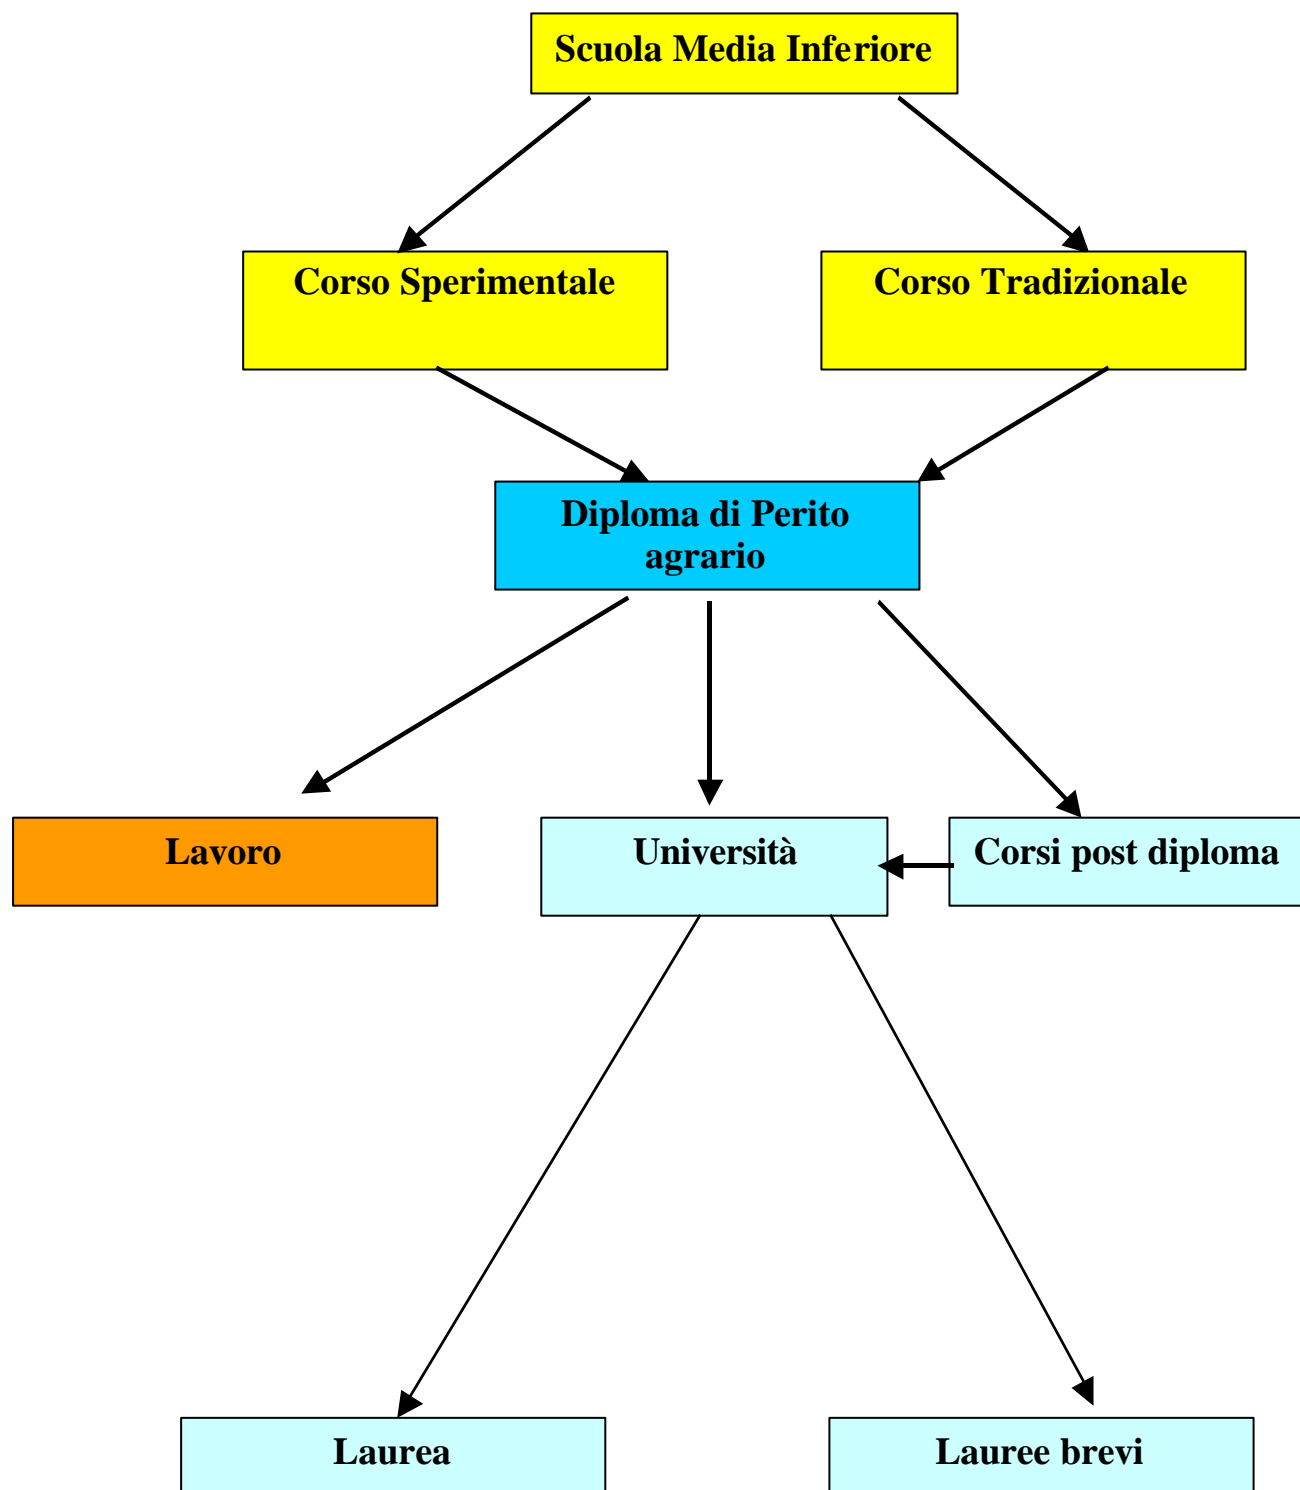 Scuola Media Inferiore
Corso Sperimentale
Corso Tradizionale
Diploma di Perito
agrario
Lavoro
Università
Corsi post diploma
Laurea
Lauree brevi